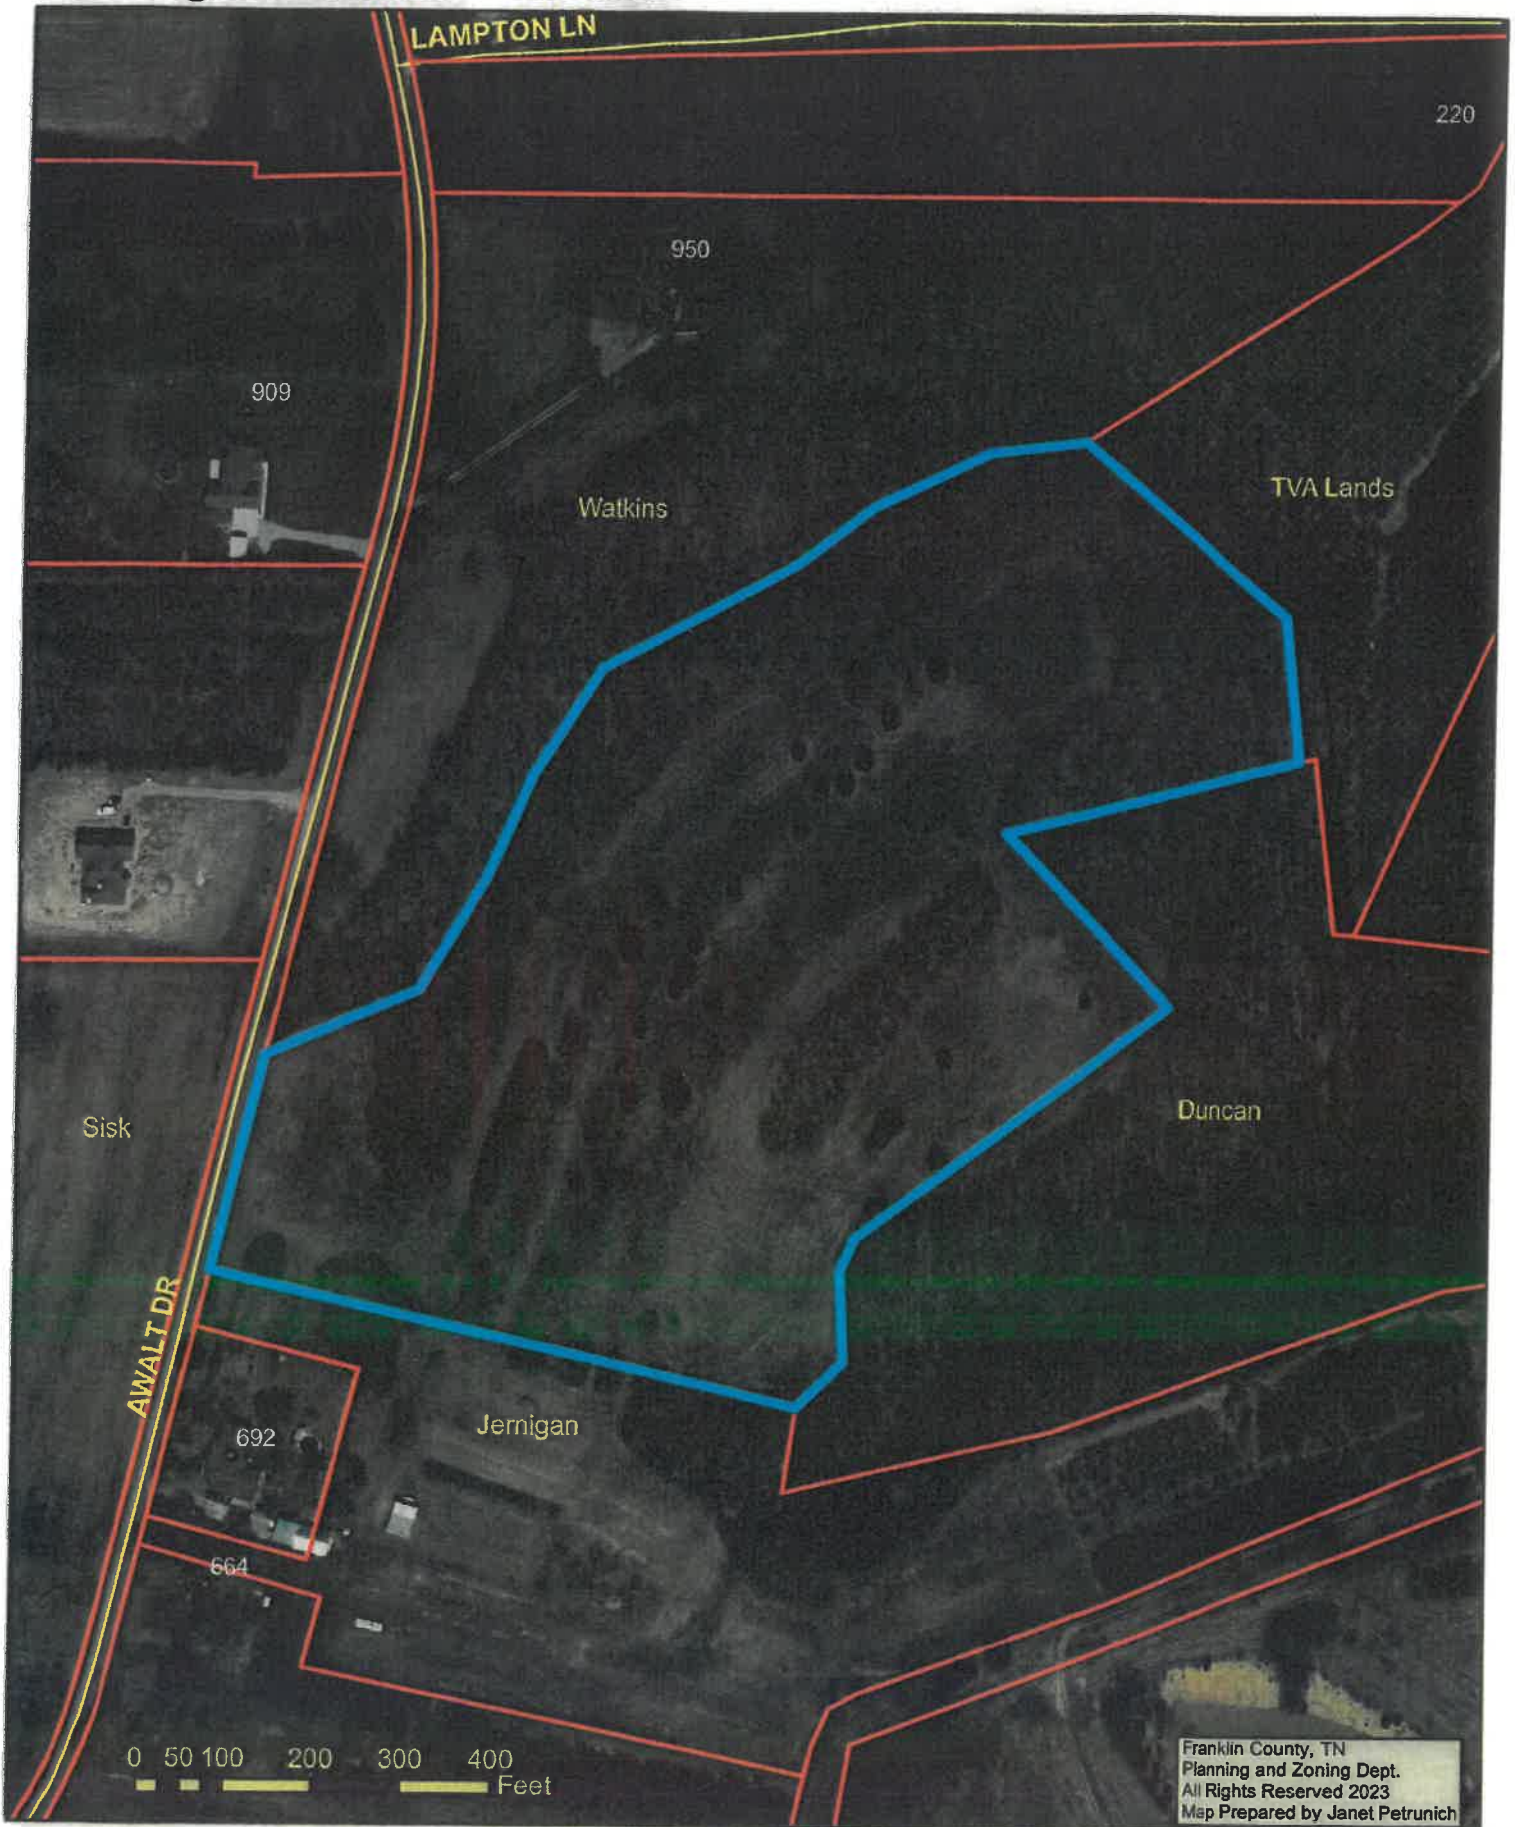 LAMPTON LN
220
950
909
TVA Lands
Watkins
Sisk
Duncan
AWALT DR
Jernigan
692
664
0 50 100 200 300 400
Feet
Franklin County, TN
Planning and Zoning Dept.
All Rights Reserved 2023
Map Prepared by Janet Petrunich